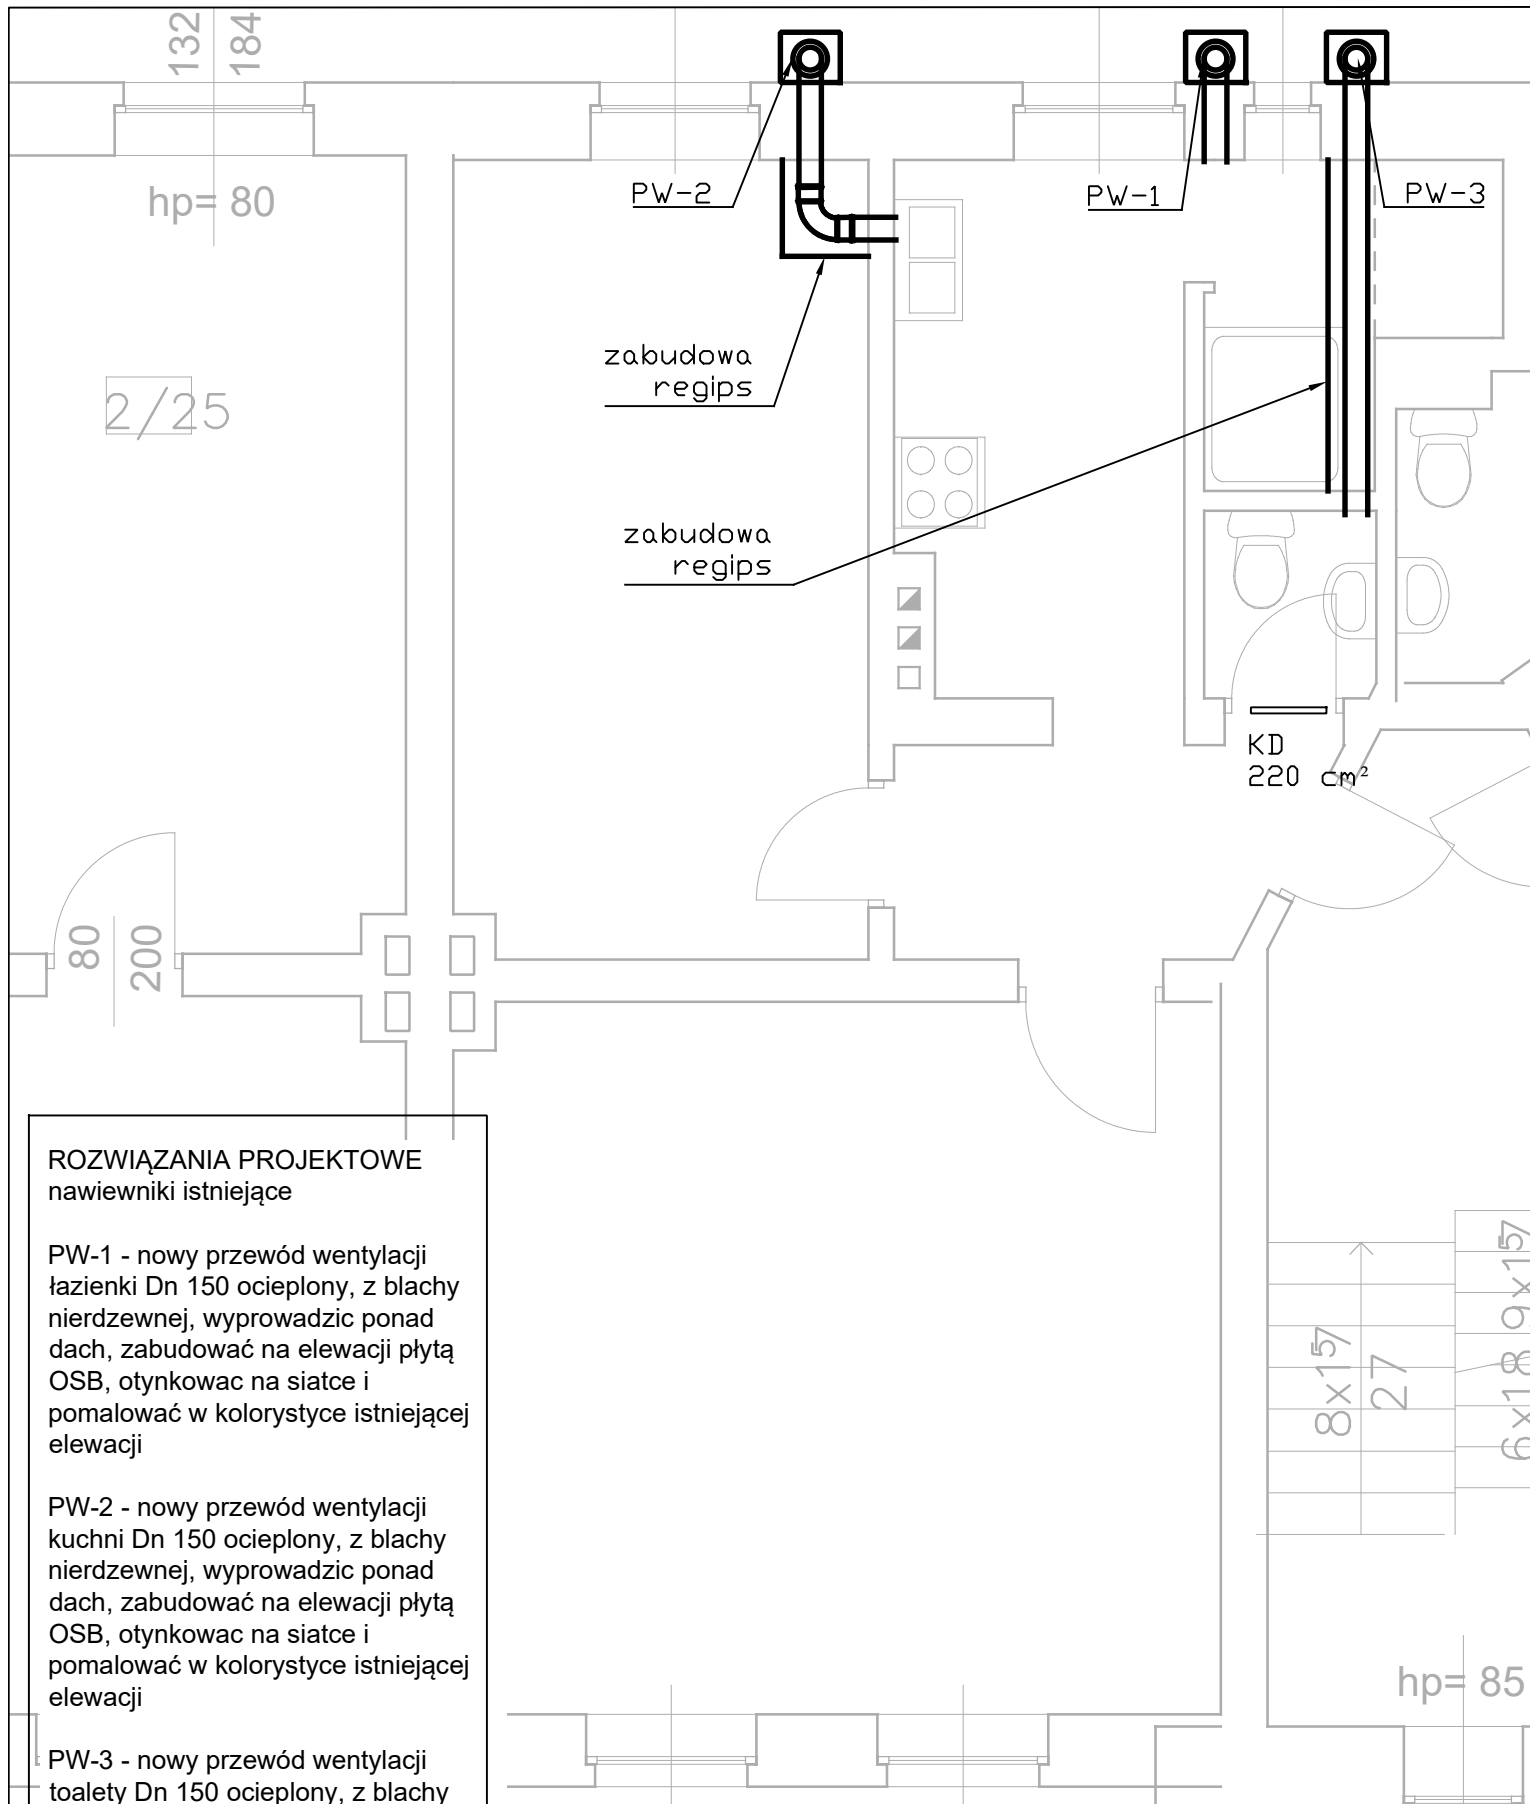 132
184
hp= 80
PW-2
PW-1
PW-3
zabudowa
regips
2/25
zabudowa
regips
KD
220 cm²
80
200
ROZWIĄZANIA PROJEKTOWE
nawiewniki istniejące
PW-1 - nowy przewód wentylacji
łazienki Dn 150 ocieplony, z blachy
nierdzewnej, wyprowadzic ponad
dach, zabudować na elewacji płytą
OSB, otynkowac na siatce i
pomalować w kolorystyce istniejącej
elewacji
PW-2 - nowy przewód wentylacji
kuchni Dn 150 ocieplony, z blachy
nierdzewnej, wyprowadzic ponad
dach, zabudować na elewacji płytą
OSB, otynkowac na siatce i
pomalować w kolorystyce istniejącej
elewacji
PW-3 - nowy przewód wentylacji
toalety Dn 150 ocieplony, z blachy
8x15⁷
27
9x15⁷
6x18
hp= 85